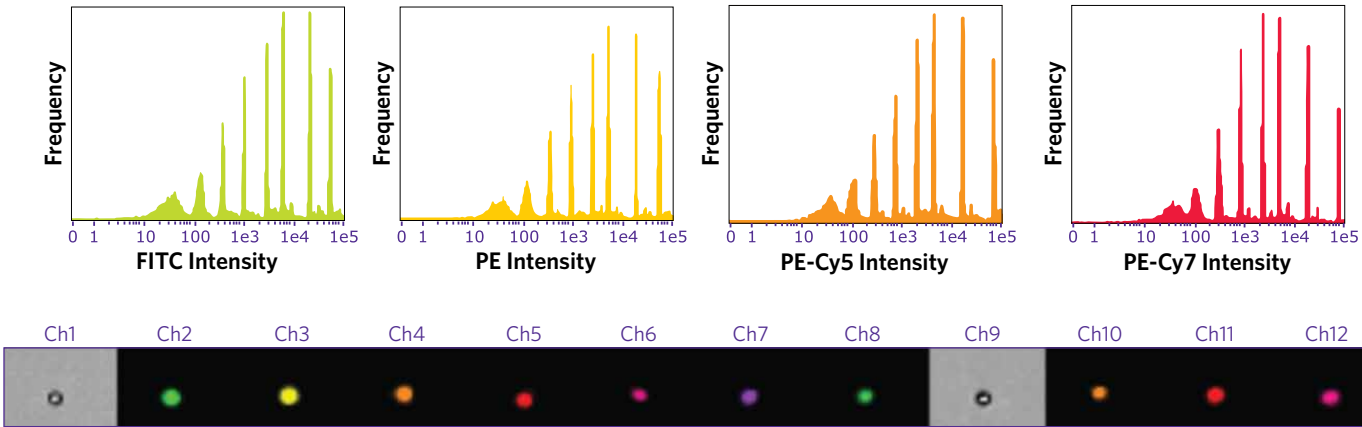 Frequency
0 1 10 100 1e3 1e4 1e5
FITC Intensity
Frequency
0 1 10 100 1e3 1e4 1e5
PE Intensity
Frequency
0 1 10 100 1e3 1e4 1e5
PE-Cy5 Intensity
Frequency
0 1 10 100 1e3 1e4 1e5
PE-Cy7 Intensity
Ch1 Ch2 Ch3 Ch4 Ch5 Ch6 Ch7 Ch8 Ch9 Ch10 Ch11 Ch12